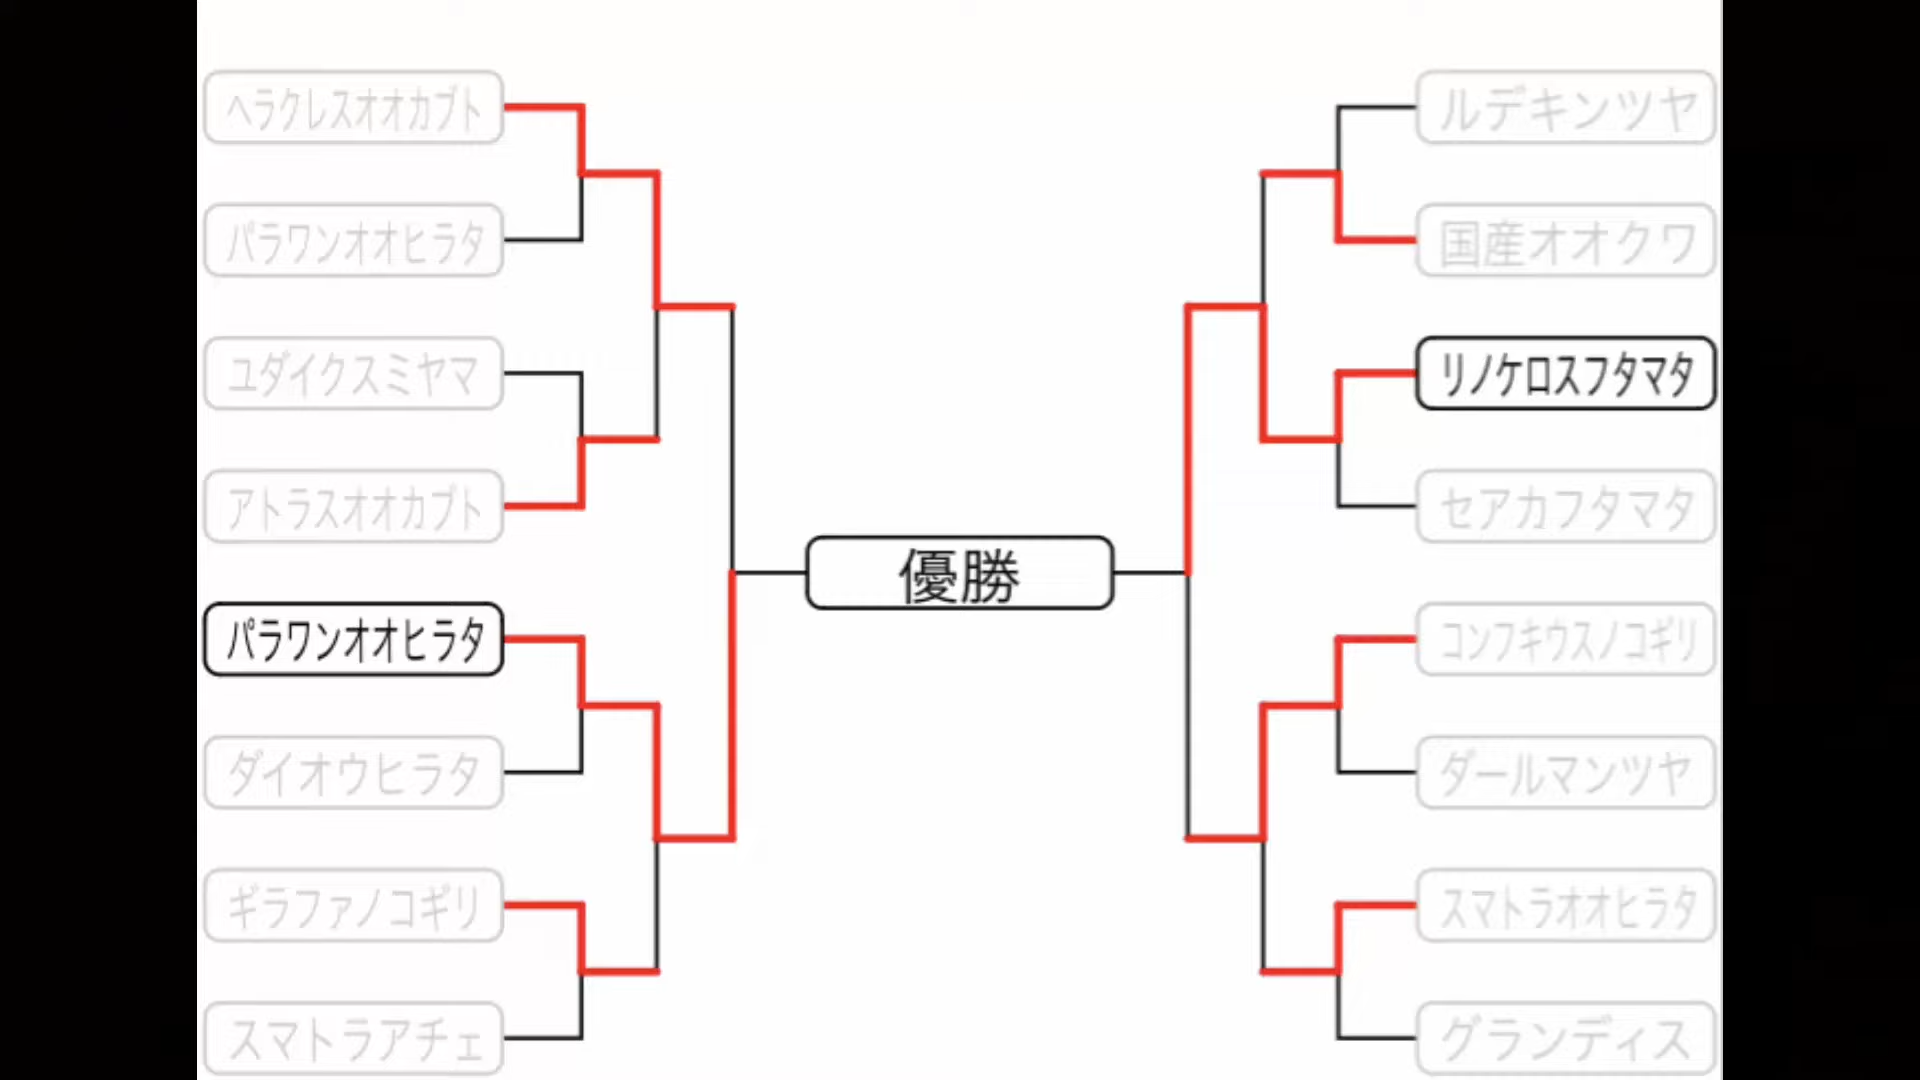 ヘラクレスオオカブト
パラワンオオヒラタ
ユダイクスミヤマ
アトラスオオカブト
パラワンオオヒラタ
ダイオウヒラタ
ギラファノコギリ
スマトラアチェ
優勝
ルデキンツヤ
国産オオクワ
リノケロスフタマタ
セアカフタマタ
コンフキウスノコギリ
ダールマンツヤ
スマトラオオヒラタ
グランディス